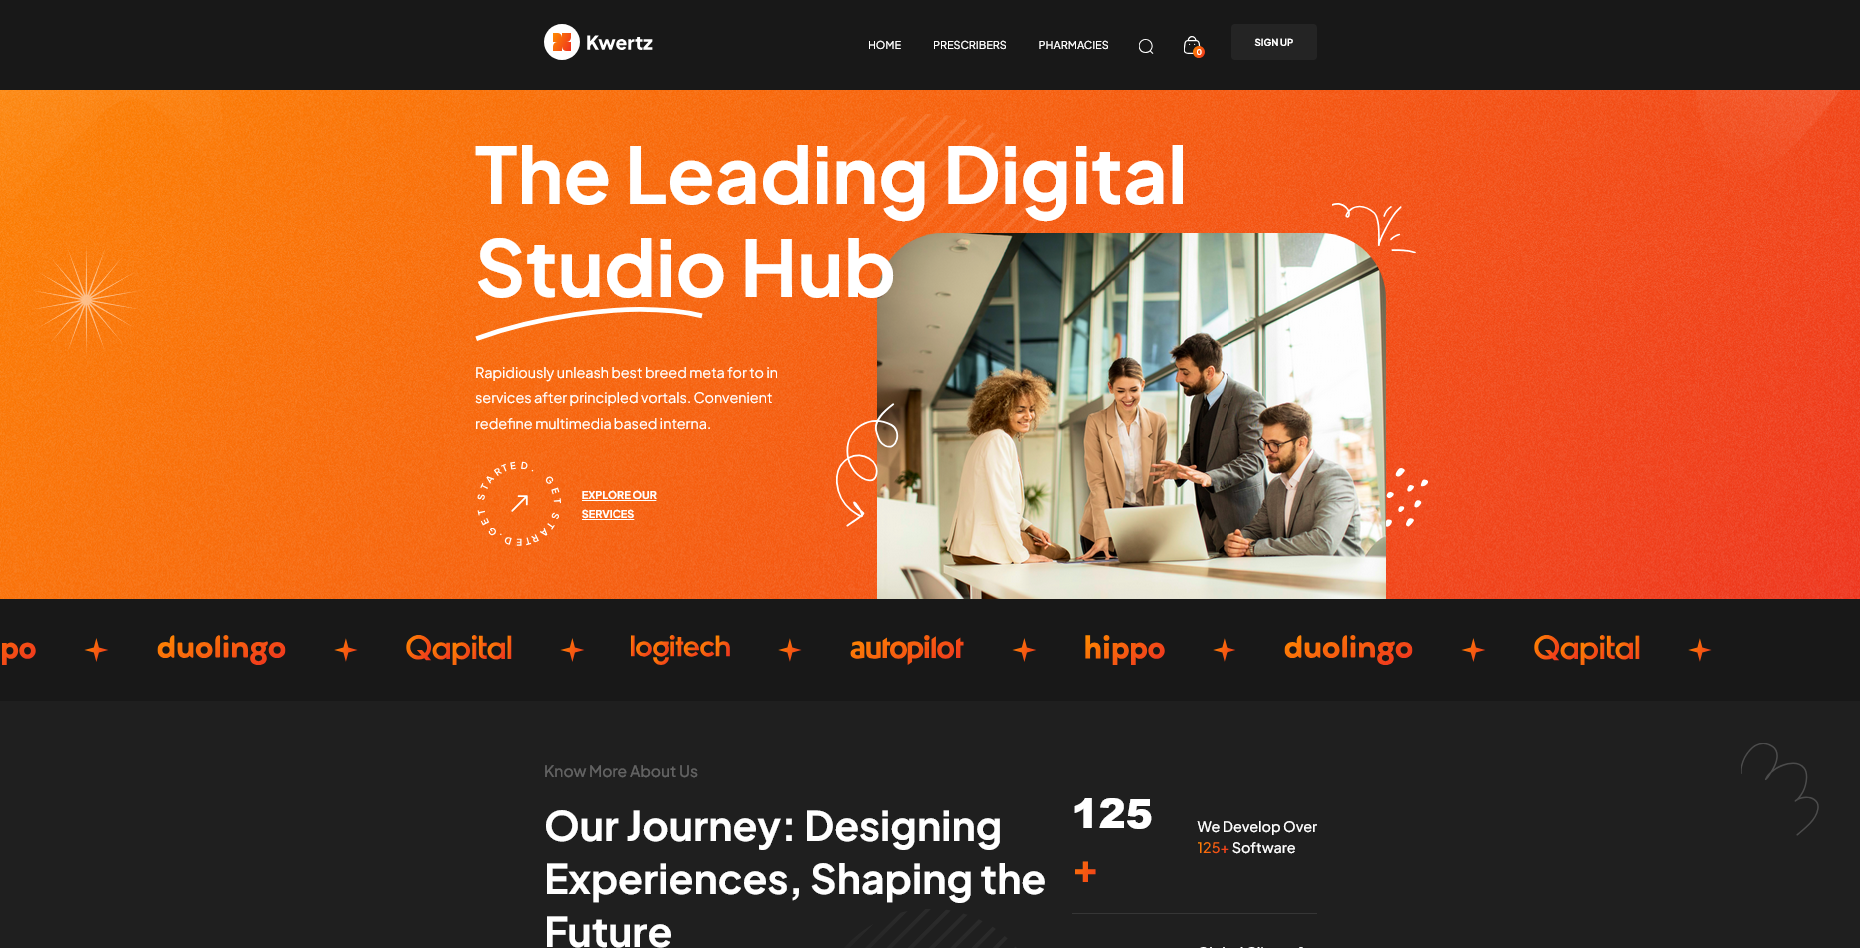 Kwertz
HOME
PRESCRIBERS
PHARMACIES
0
SIGN UP
The Leading Digital
Studio Hub
Rapidiously unleash best breed meta for to in
services after principled vortals. Convenient
redefine multimedia based interna.
GET STARTED. GET STARTED.
EXPLORE OUR
SERVICES
po
duolingo
Qapital
logitech
autopilot
hippo
duolingo
Qapital
Know More About Us
Our Journey: Designing
Experiences, Shaping the
Future
125
+
We Develop Over
125+ Software